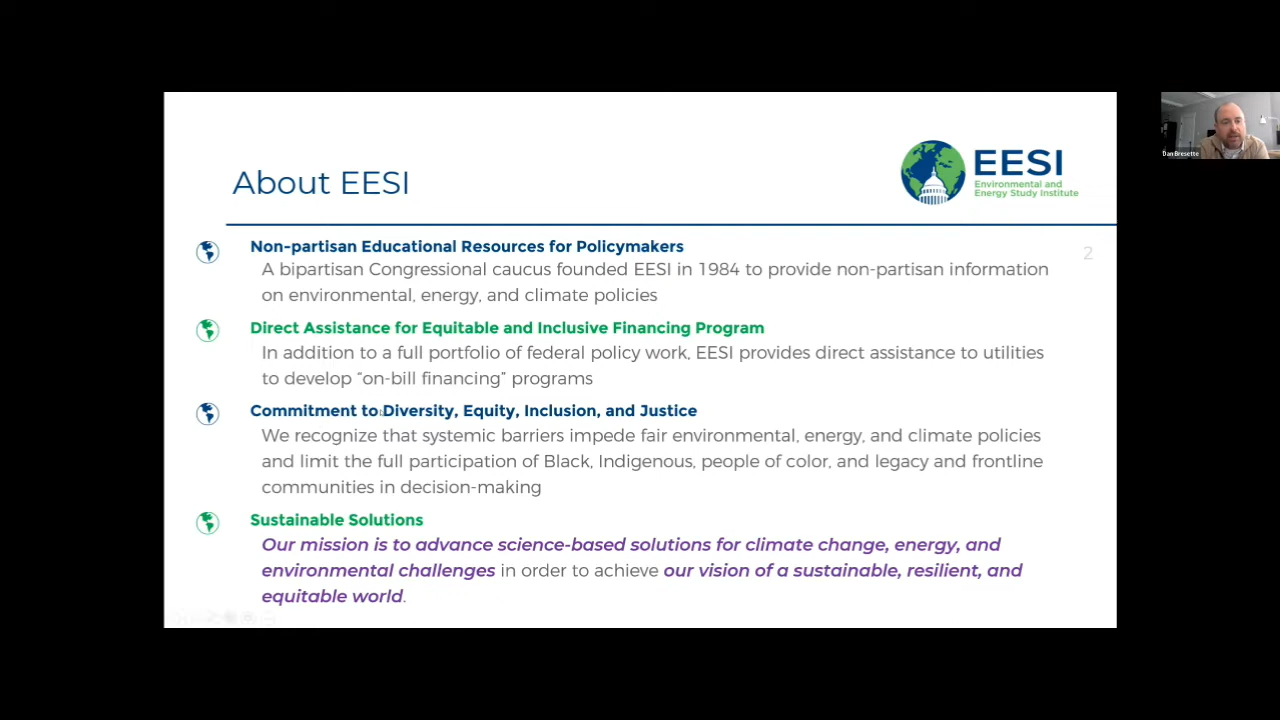 About EESI
EESI
Environmental and
Energy Study Institute
Dan Bresette
2
Non-partisan Educational Resources for Policymakers
A bipartisan Congressional caucus founded EESI in 1984 to provide non-partisan information
on environmental, energy, and climate policies
Direct Assistance for Equitable and Inclusive Financing Program
In addition to a full portfolio of federal policy work, EESI provides direct assistance to utilities
to develop “on-bill financing” programs
Commitment to Diversity, Equity, Inclusion, and Justice
We recognize that systemic barriers impede fair environmental, energy, and climate policies
and limit the full participation of Black, Indigenous, people of color, and legacy and frontline
communities in decision-making
Sustainable Solutions
Our mission is to advance science-based solutions for climate change, energy, and
environmental challenges in order to achieve our vision of a sustainable, resilient, and
equitable world.